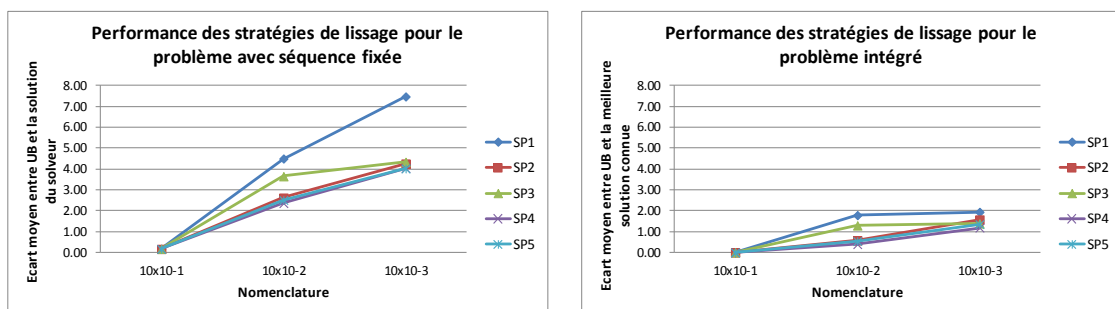 Performance des stratégies de lissage pour le
problème avec séquence fixée
Ecart moyen entre UB et la solution
du solveur
8.00
7.00
6.00
5.00
4.00
3.00
2.00
1.00
0.00
10x10-1
10x10-2
10x10-3
Nomenclature
SP1
SP2
SP3
SP4
SP5
Performance des stratégies de lissage pour le
problème intégré
Ecart moyen entre UB et la meilleure
solution connue
8.00
7.00
6.00
5.00
4.00
3.00
2.00
1.00
0.00
10x10-1
10x10-2
10x10-3
Nomenclature
SP1
SP2
SP3
SP4
SP5